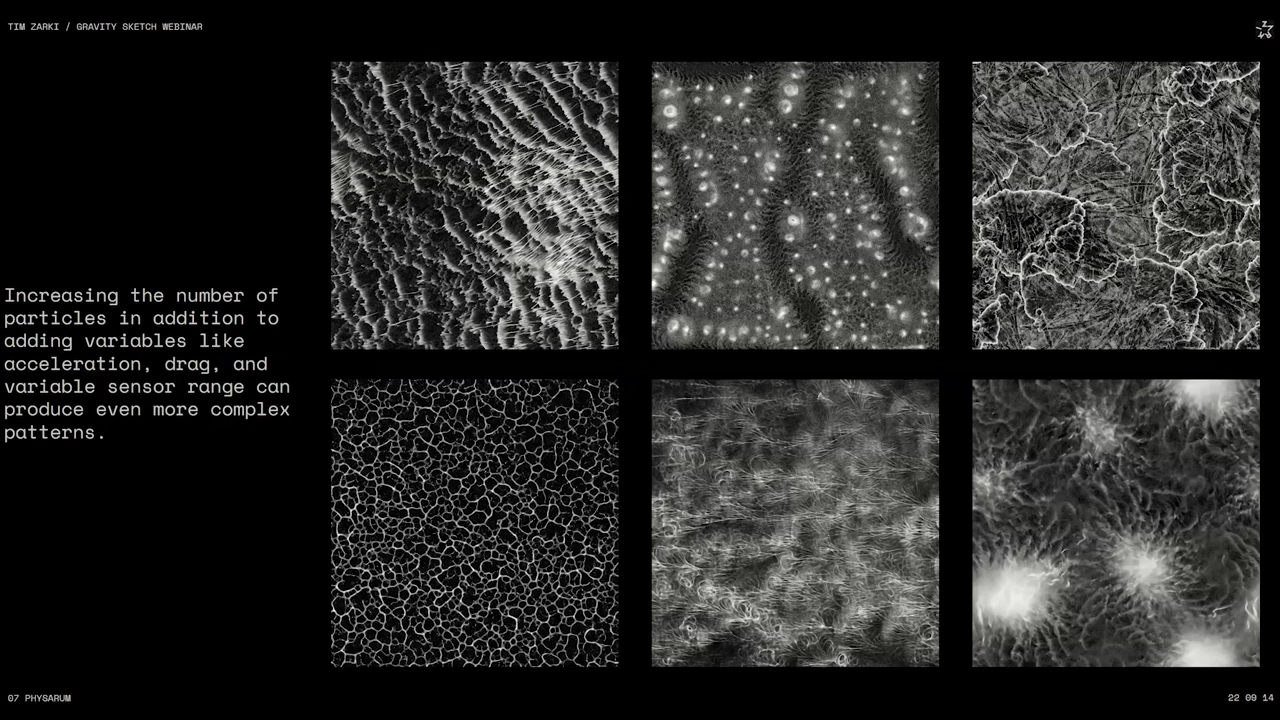 TIM ZARKI / GRAVITY SKETCH WEBINAR
Increasing the number of
particles in addition to
adding variables like
acceleration, drag, and
variable sensor range can
produce even more complex
patterns.
07 PHYSARUM
22 09 14